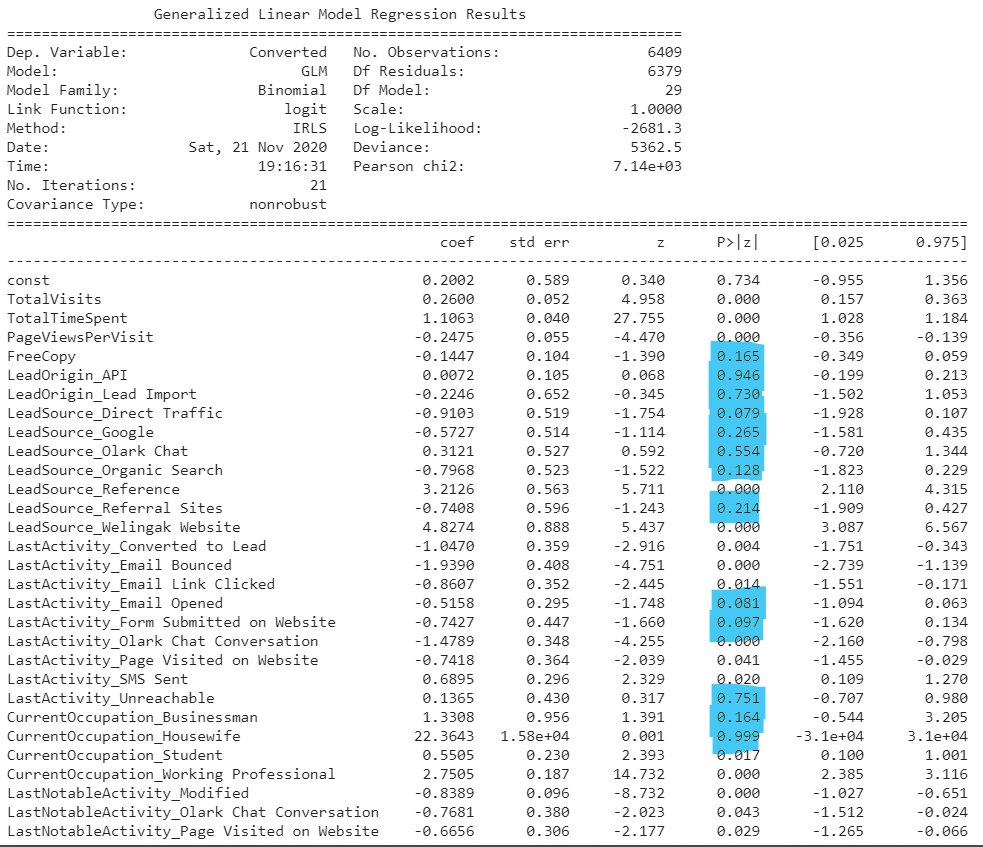 Generalized Linear Model Regression Results
==============================================================================
Dep. Variable: Converted No. Observations: 6409
Model: GLM Df Residuals: 6379
Model Family: Binomial Df Model: 29
Link Function: logit Scale: 1.0000
Method: IRLS Log-Likelihood: -2681.3
Date: Sat, 21 Nov 2020 Deviance: 5362.5
Time: 19:16:31 Pearson chi2: 7.14e+03
No. Iterations: 21
Covariance Type: nonrobust
===============================================================================================================
coef std err z P>|z| [0.025 0.975]
---------------------------------------------------------------------------------------------------------------
const 0.2002 0.589 0.340 0.734 -0.955 1.356
TotalVisits 0.2600 0.052 4.958 0.000 0.157 0.363
TotalTimeSpent 1.1063 0.040 27.755 0.000 1.028 1.184
PageViewsPerVisit -0.2475 0.055 -4.470 0.000 -0.356 -0.139
FreeCopy -0.1447 0.104 -1.390 0.165 -0.349 0.059
LeadOrigin_API 0.0072 0.105 0.068 0.946 -0.199 0.213
LeadOrigin_Lead Import -0.2246 0.652 -0.345 0.730 -1.502 1.053
LeadSource_Direct Traffic -0.9103 0.519 -1.754 0.079 -1.928 0.107
LeadSource_Google -0.5727 0.514 -1.114 0.265 -1.581 0.435
LeadSource_Olark Chat 0.3121 0.527 0.592 0.554 -0.720 1.344
LeadSource_Organic Search -0.7968 0.523 -1.522 0.128 -1.823 0.229
LeadSource_Reference 3.2126 0.563 5.711 0.000 2.110 4.315
LeadSource_Referral Sites -0.7408 0.596 -1.243 0.214 -1.909 0.427
LeadSource_Welingak Website 4.8274 0.888 5.437 0.000 3.087 6.567
LastActivity_Converted to Lead -1.0470 0.359 -2.916 0.004 -1.751 -0.343
LastActivity_Email Bounced -1.9390 0.408 -4.751 0.000 -2.739 -1.139
LastActivity_Email Link Clicked -0.8607 0.352 -2.445 0.014 -1.551 -0.171
LastActivity_Email Opened -0.5158 0.295 -1.748 0.081 -1.094 0.063
LastActivity_Form Submitted on Website -0.7427 0.447 -1.660 0.097 -1.620 0.134
LastActivity_Olark Chat Conversation -1.4789 0.348 -4.255 0.000 -2.160 -0.798
LastActivity_Page Visited on Website -0.7418 0.364 -2.039 0.041 -1.455 -0.029
LastActivity_SMS Sent 0.6895 0.296 2.329 0.020 0.109 1.270
LastActivity_Unreachable 0.1365 0.430 0.317 0.751 -0.707 0.980
CurrentOccupation_Businessman 1.3308 0.956 1.391 0.164 -0.544 3.205
CurrentOccupation_Housewife 22.3643 1.58e+04 0.001 0.999 -3.1e+04 3.1e+04
CurrentOccupation_Student 0.5505 0.230 2.393 0.017 0.100 1.001
CurrentOccupation_Working Professional 2.7505 0.187 14.732 0.000 2.385 3.116
LastNotableActivity_Modified -0.8389 0.096 -8.732 0.000 -1.027 -0.651
LastNotableActivity_Olark Chat Conversation -0.7681 0.380 -2.023 0.043 -1.512 -0.024
LastNotableActivity_Page Visited on Website -0.6656 0.306 -2.177 0.029 -1.265 -0.066